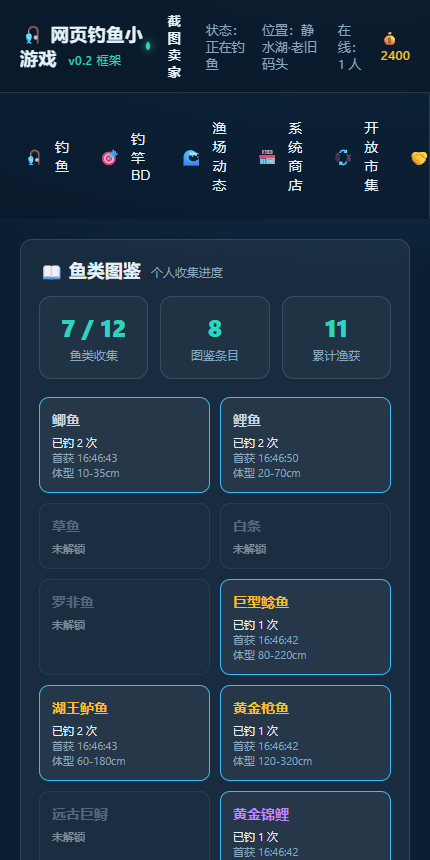 网页钓鱼小
游戏 v0.2 框架
截
图
卖
家
状态:
正在钓
鱼
位置: 静
水湖·老旧
码头
在
线:
1 人
2400
钓
鱼
钓
竿
BD
渔
场
动
态
系
统
商
店
开
放
市
集
鱼类图鉴 个人收集进度
7 / 12
鱼类收集
8
图鉴条目
11
累计渔获
鲫鱼
已钓 2 次
首获 16:46:43
体型 10-35cm
鲤鱼
已钓 2 次
首获 16:46:50
体型 20-70cm
草鱼
未解锁
白条
未解锁
罗非鱼
未解锁
巨型鲶鱼
已钓 1 次
首获 16:46:42
体型 80-220cm
湖王鲈鱼
已钓 2 次
首获 16:46:43
体型 60-180cm
黄金枪鱼
已钓 1 次
首获 16:46:42
体型 120-320cm
远古巨鲟
未解锁
黄金锦鲤
已钓 1 次
首获 16:46:42